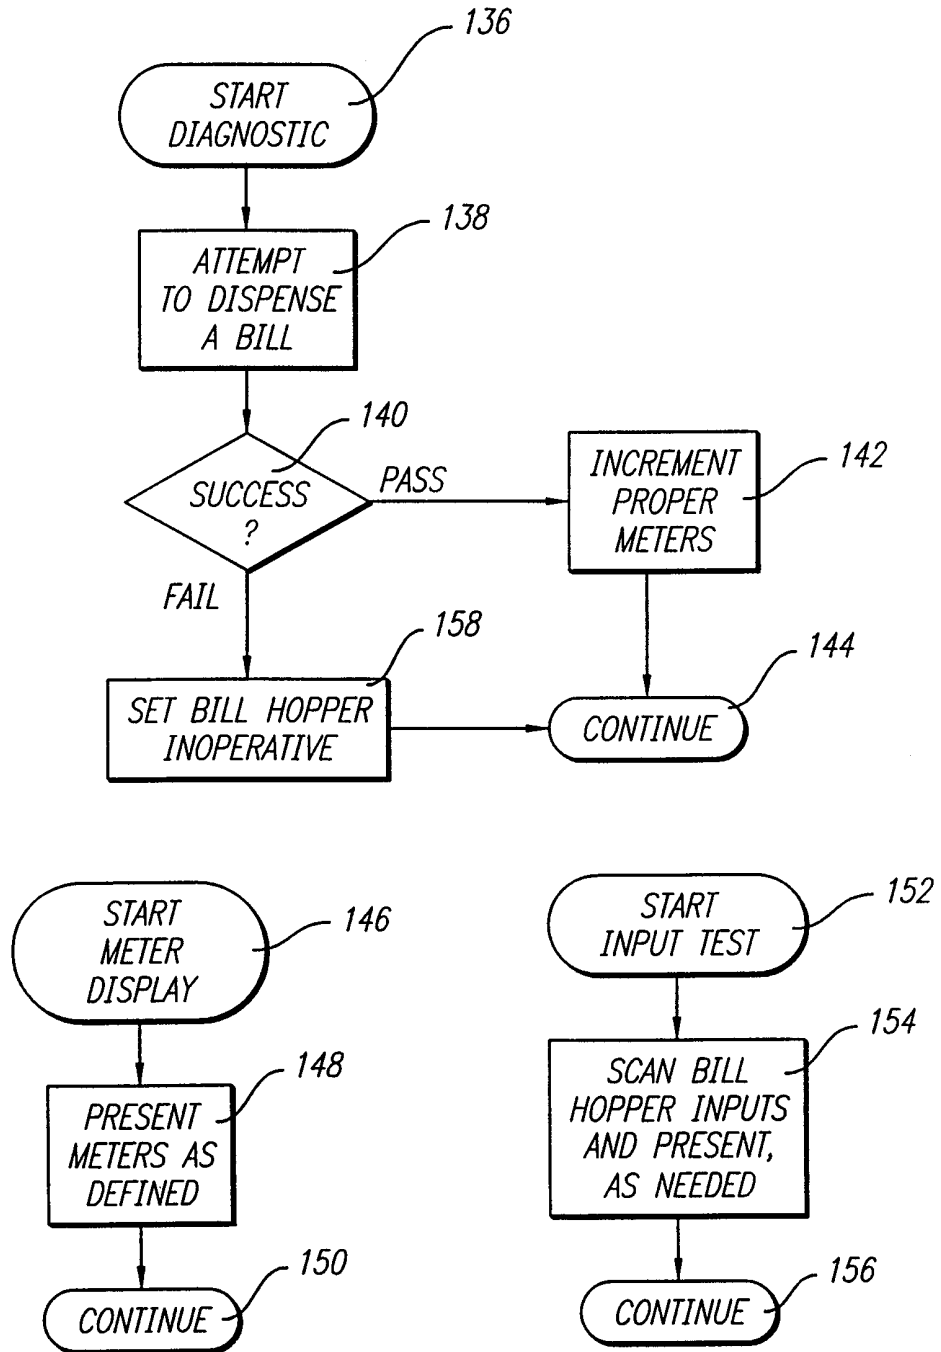 136
START
DIAGNOSTIC
138
ATTEMPT
TO DISPENSE
A BILL
140
SUCCESS
?
PASS
142
INCREMENT
PROPER
METERS
FAIL
158
SET BILL HOPPER
INOPERATIVE
144
CONTINUE
146
START
METER
DISPLAY
148
PRESENT
METERS AS
DEFINED
150
CONTINUE
152
START
INPUT TEST
154
SCAN BILL
HOPPER INPUTS
AND PRESENT,
AS NEEDED
156
CONTINUE